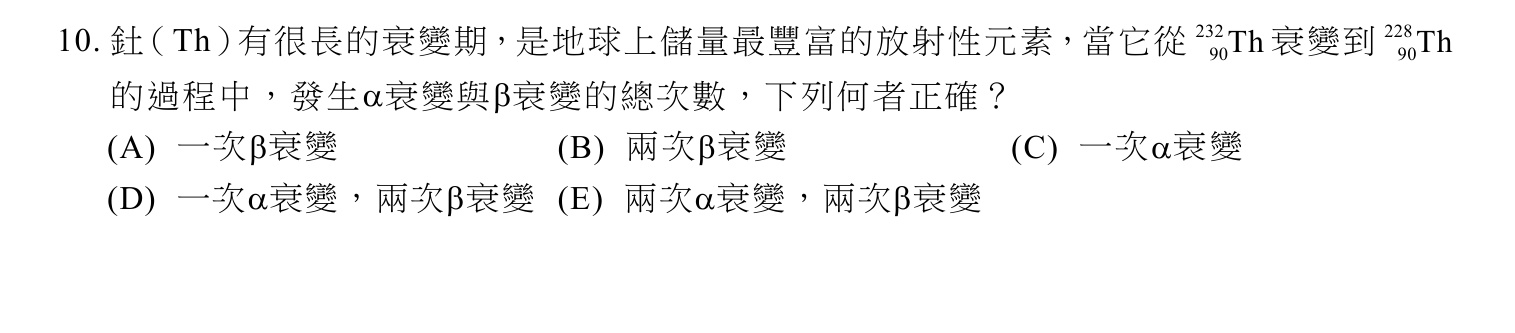 10. 釷（Th）有很長的衰變期，是地球上儲量最豐富的放射性元素，當它從 ²³²₉₀Th 衰變到 ²²⁸₉₀Th
的過程中，發生α衰變與β衰變的總次數，下列何者正確？
(A) 一次β衰變 (B) 兩次β衰變 (C) 一次α衰變
(D) 一次α衰變，兩次β衰變 (E) 兩次α衰變，兩次β衰變